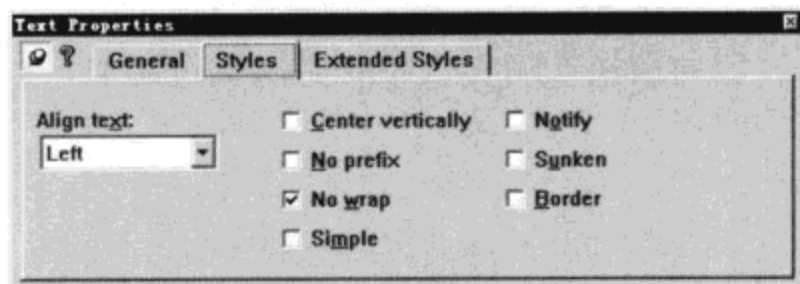 Text Properties
General Styles Extended Styles
Align text:
Left
Center vertically
No prefix
No wrap
Simple
Notify
Sunken
Border